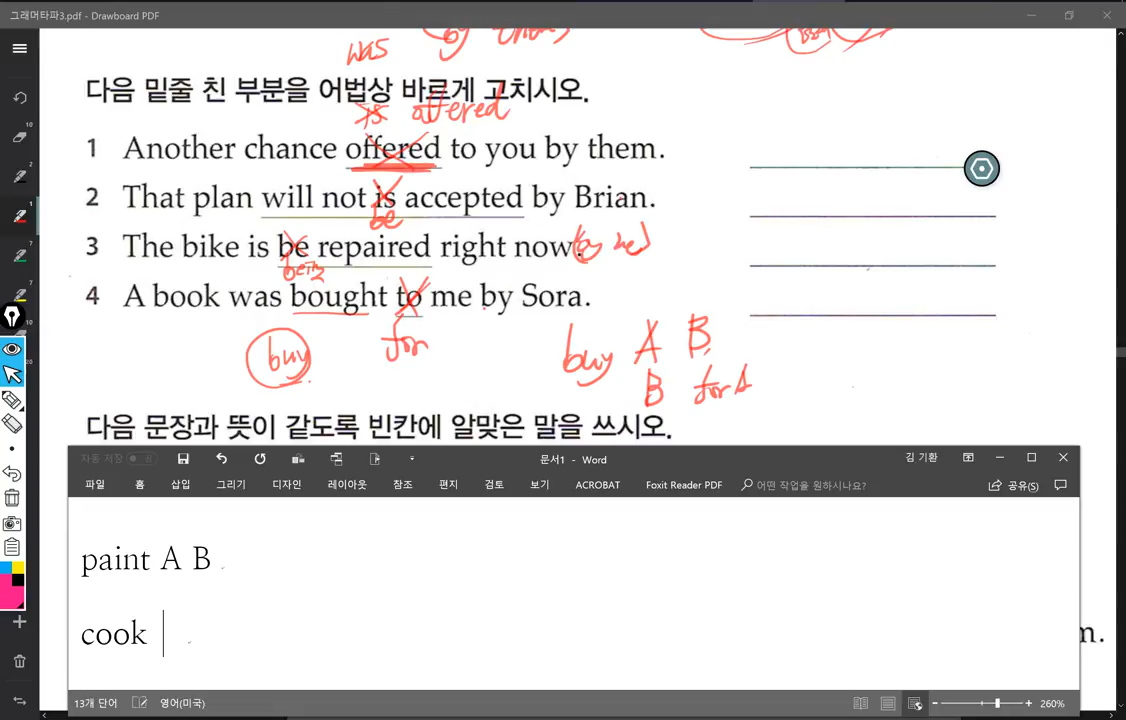 그래머타파3.pdf - Drawboard PDF
by them
was
다음 밑줄 친 부분을 어법상 바르게 고치시오.
is offered
1 Another chance offered to you by them.
2 That plan will not is accepted by Brian.
be
3 The bike is be repaired right now.
being
4 A book was bought to me by Sora.
buy for buy A B
B for A
다음 문장과 뜻이 같도록 빈칸에 알맞은 말을 쓰시오.
자동 저장 문서1 - Word 김 기환
파일 홈 삽입 그리기 디자인 레이아웃 참조 편지 검토 보기 ACROBAT Foxit Reader PDF 어떤 작업을 원하시나요? 공유(S)
paint A B
cook
m.
13개 단어 영어(미국) 260%